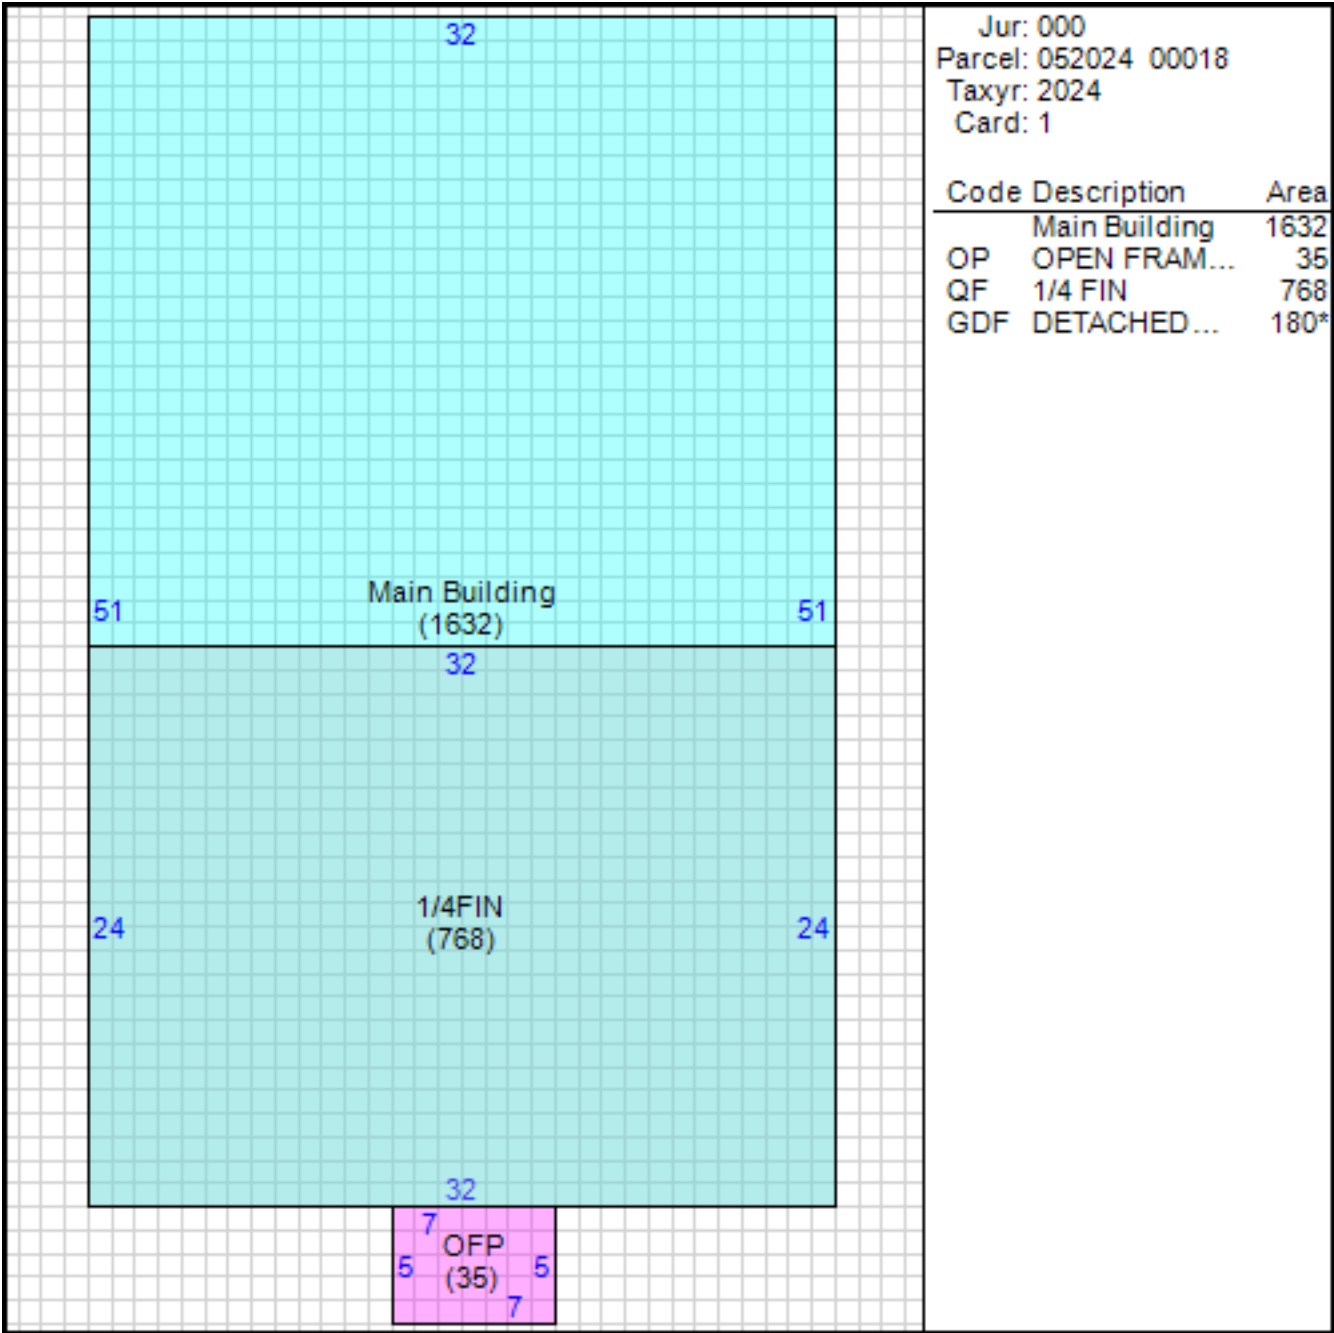 32
51
Main Building
(1632)
51
32
24
1/4FIN
(768)
24
32
7
OFP
5
(35)
5
7
Jur: 000
Parcel: 052024 00018
Taxyr: 2024
Card: 1
Code Description Area
Main Building 1632
OP OPEN FRAM... 35
QF 1/4 FIN 768
GDF DETACHED... 180*